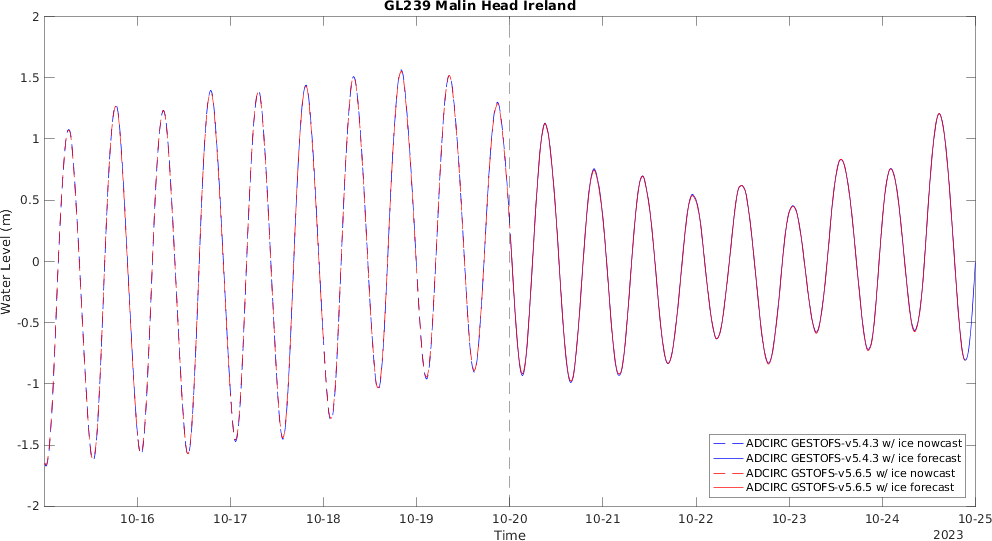 GL239 Malin Head Ireland
2
1.5
1
0.5
0
-0.5
-1
-1.5
-2
Water Level (m)
10-16 10-17 10-18 10-19 10-20 10-21 10-22 10-23 10-24 10-25
Time
2023
ADCIRC GESTOFS-v5.4.3 w/ ice nowcast
ADCIRC GESTOFS-v5.4.3 w/ ice forecast
ADCIRC GSTOFS-v5.6.5 w/ ice nowcast
ADCIRC GSTOFS-v5.6.5 w/ ice forecast